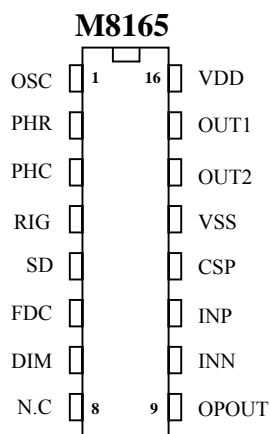 M8165
OSC 1 16 VDD
PHR OUT1
PHC OUT2
RIG VSS
SD CSP
FDC INP
DIM INN
N.C 8 9 OPOUT